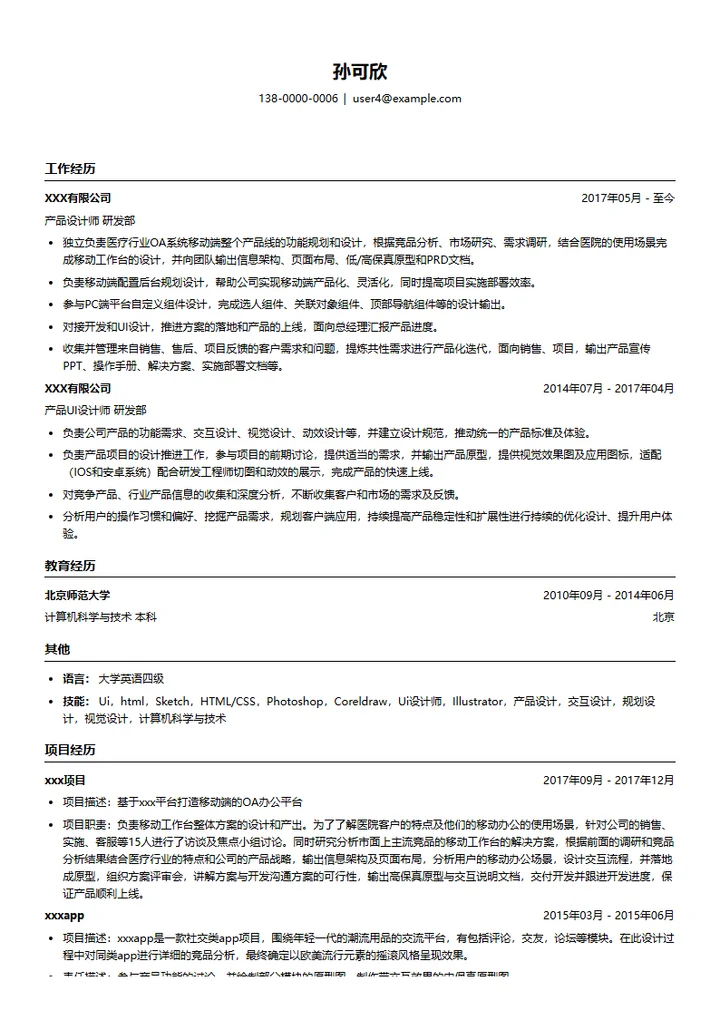 孙可欣
138-0000-0006 | user4@example.com
工作经历
XXX有限公司 2017年05月 - 至今
产品设计师 研发部
• 独立负责医疗行业OA系统移动端整个产品线的功能规划和设计，根据竞品分析、市场研究、需求调研，结合医院的使用场景完
成移动工作台的设计，并向团队输出信息架构、页面布局、低/高保真原型和PRD文档。
• 负责移动端配置后台规划设计，帮助公司实现移动端产品化、灵活化，同时提高项目实施部署效率。
• 参与PC端平台自定义组件设计，完成选人组件、关联对象组件、顶部导航组件等的设计输出。
• 对接开发和UI设计，推进方案的落地和产品的上线，面向总经理汇报产品进度。
• 收集并管理来自销售、售后、项目反馈的客户需求和问题，提炼共性需求进行产品化迭代，面向销售、项目，输出产品宣传
PPT、操作手册、解决方案、实施部署文档等。
XXX有限公司 2014年07月 - 2017年04月
产品UI设计师 研发部
• 负责公司产品的功能需求、交互设计、视觉设计、动效设计等，并建立设计规范，推动统一的产品标准及体验。
• 负责产品项目的设计推进工作，参与项目的前期讨论，提供适当的需求，并输出产品原型，提供视觉效果图及应用图标，适配
（IOS和安卓系统）配合研发工程师切图和动效的展示，完成产品的快速上线。
• 对竞争产品、行业产品信息的收集和深度分析，不断收集客户和市场的需求及反馈。
• 分析用户的操作习惯和偏好、挖掘产品需求，规划客户端应用，持续提高产品稳定性和扩展性进行持续的优化设计、提升用户体
验。
教育经历
北京师范大学 2010年09月 - 2014年06月
计算机科学与技术 本科 北京
其他
• 语言： 大学英语四级
• 技能： Ui，html，Sketch，HTML/CSS，Photoshop，Coreldraw，Ui设计师，Illustrator，产品设计，交互设计，规划设
计，视觉设计，计算机科学与技术
项目经历
xxx项目 2017年09月 - 2017年12月
• 项目描述：基于xxx平台打造移动端的OA办公平台
• 项目职责：负责移动工作台整体方案的设计和产出。为了了解医院客户的特点及他们的移动办公的使用场景，针对公司的销售、
实施、客服等15人进行了访谈及焦点小组讨论。同时研究分析市面上主流竞品的移动工作台的解决方案，根据前面的调研和竞品
分析结果结合医疗行业的特点和公司的产品战略，输出信息架构及页面布局，分析用户的移动办公场景，设计交互流程，并落地
成原型，组织方案评审会，讲解方案与开发沟通方案的可行性，输出高保真原型与交互说明文档，交付开发并跟进开发进度，保
证产品顺利上线。
xxxapp 2015年03月 - 2015年06月
• 项目描述：xxxapp是一款社交类app项目，围绕年轻一代的潮流用品的交流平台，有包括评论，交友，论坛等模块。在此设计过
程中对同类app进行详细的竞品分析，最终确定以欧美流行元素的摇滚风格呈现效果。